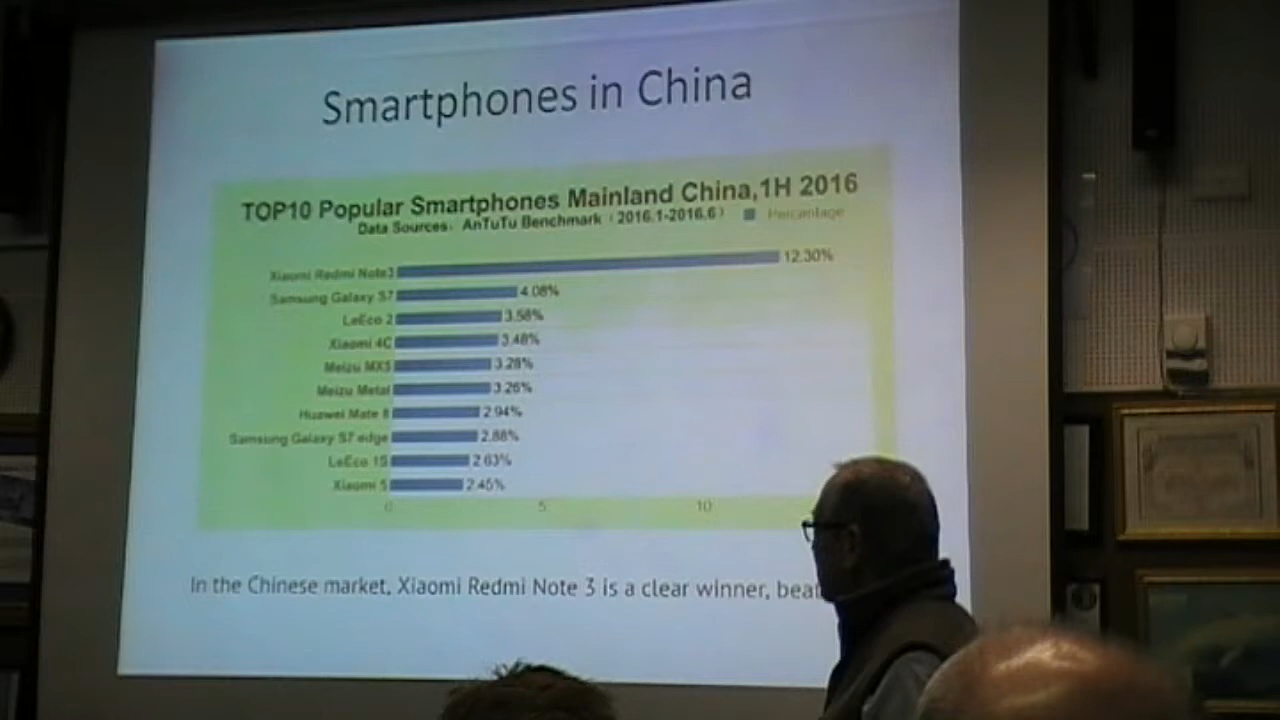 Smartphones in China
TOP10 Popular Smartphones Mainland China,1H 2016
Data Sources: AnTuTu Benchmark (2016.1-2016.6) Percentage
Xiaomi Redmi Note3 12.30%
Samsung Galaxy S7 4.08%
LeEco 2 3.58%
Xiaomi 4C 3.48%
Meizu MX5 3.28%
Meizu Metal 3.26%
Huawei Mate 8 2.94%
Samsung Galaxy S7 edge 2.88%
LeEco 1S 2.63%
Xiaomi 5 2.45%
0 5 10
In the Chinese market, Xiaomi Redmi Note 3 is a clear winner, beat